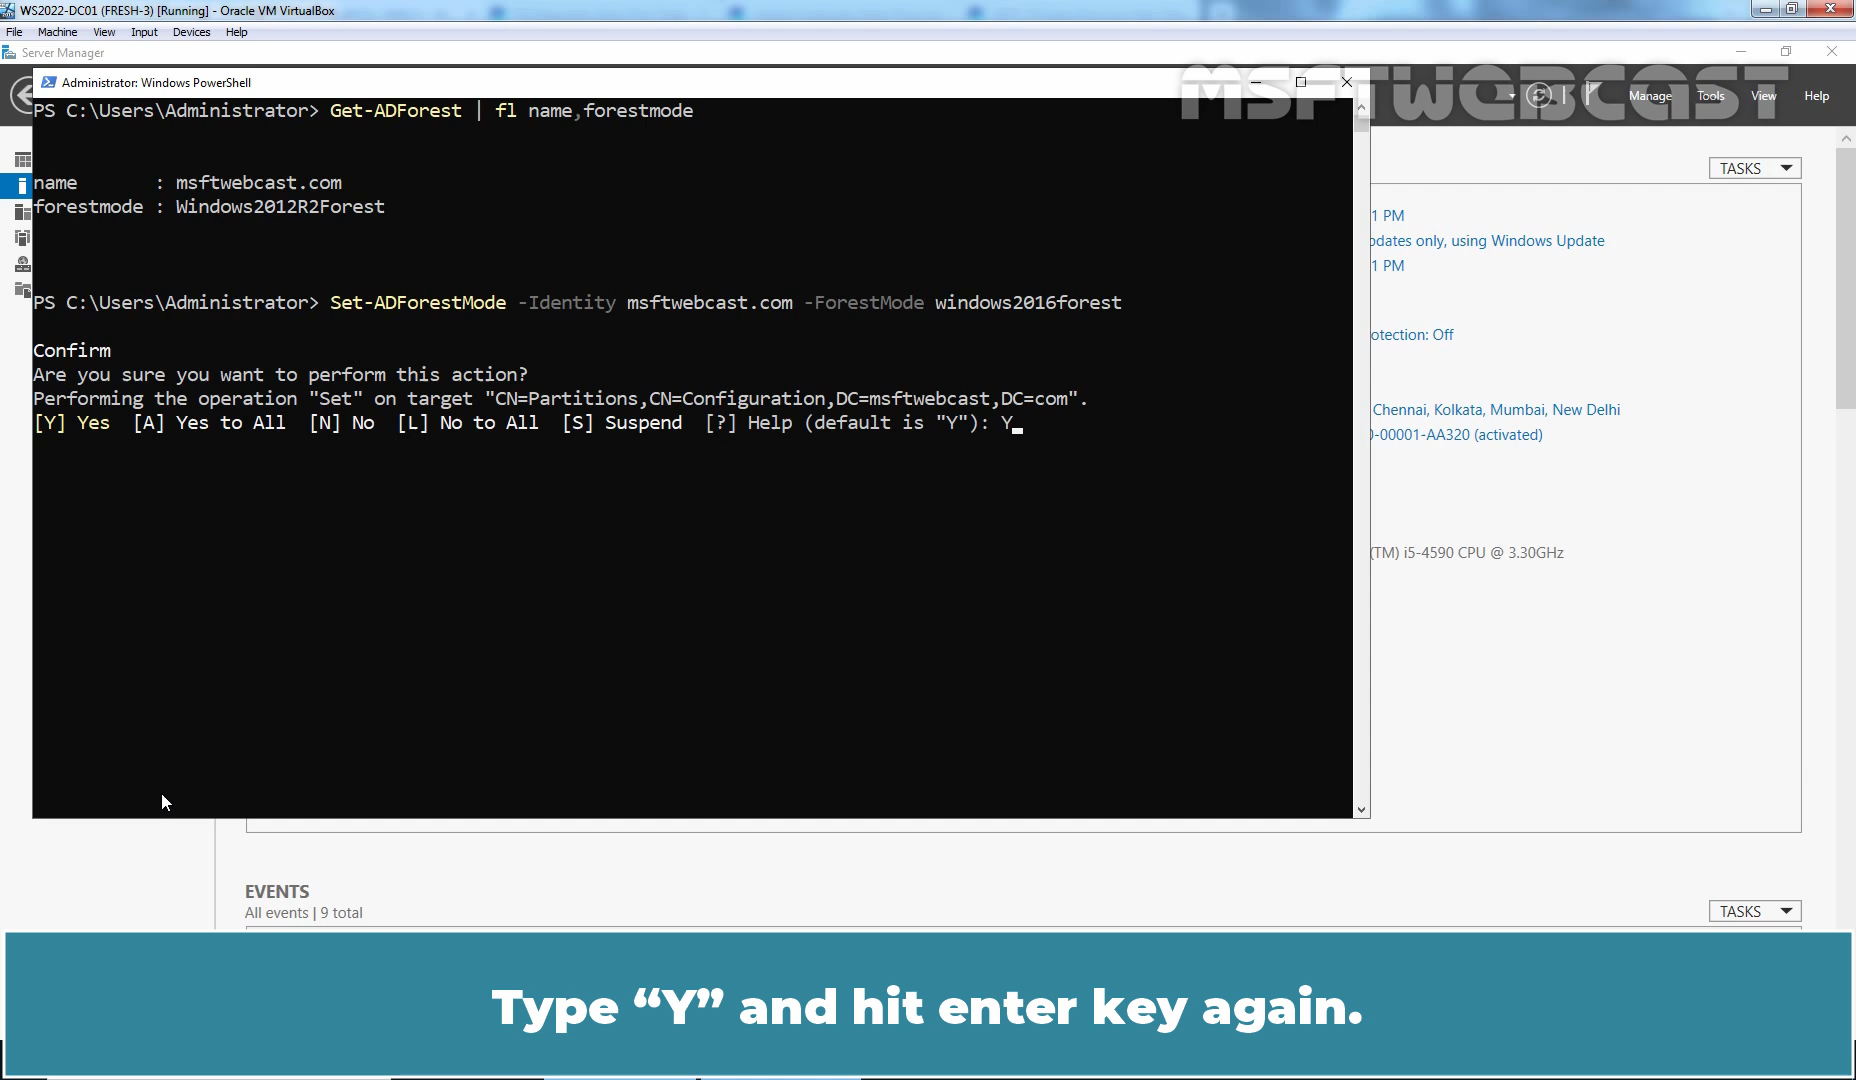 WS2022-DC01 (FRESH-3) [Running] - Oracle VM VirtualBox
File Machine View Input Devices Help
Server Manager
Administrator: Windows PowerShell
MSFTWEBCAST
Manage Tools View Help
PS C:\Users\Administrator> Get-ADForest | fl name,forestmode
name : msftwebcast.com
forestmode : Windows2012R2Forest
PS C:\Users\Administrator> Set-ADForestMode -Identity msftwebcast.com -ForestMode windows2016forest
Confirm
Are you sure you want to perform this action?
Performing the operation "Set" on target "CN=Partitions,CN=Configuration,DC=msftwebcast,DC=com".
[Y] Yes [A] Yes to All [N] No [L] No to All [S] Suspend [?] Help (default is "Y"): Y
TASKS
1 PM
pdates only, using Windows Update
1 PM
otection: Off
Chennai, Kolkata, Mumbai, New Delhi
0-00001-AA320 (activated)
(TM) i5-4590 CPU @ 3.30GHz
EVENTS
All events | 9 total
TASKS
Type “Y” and hit enter key again.